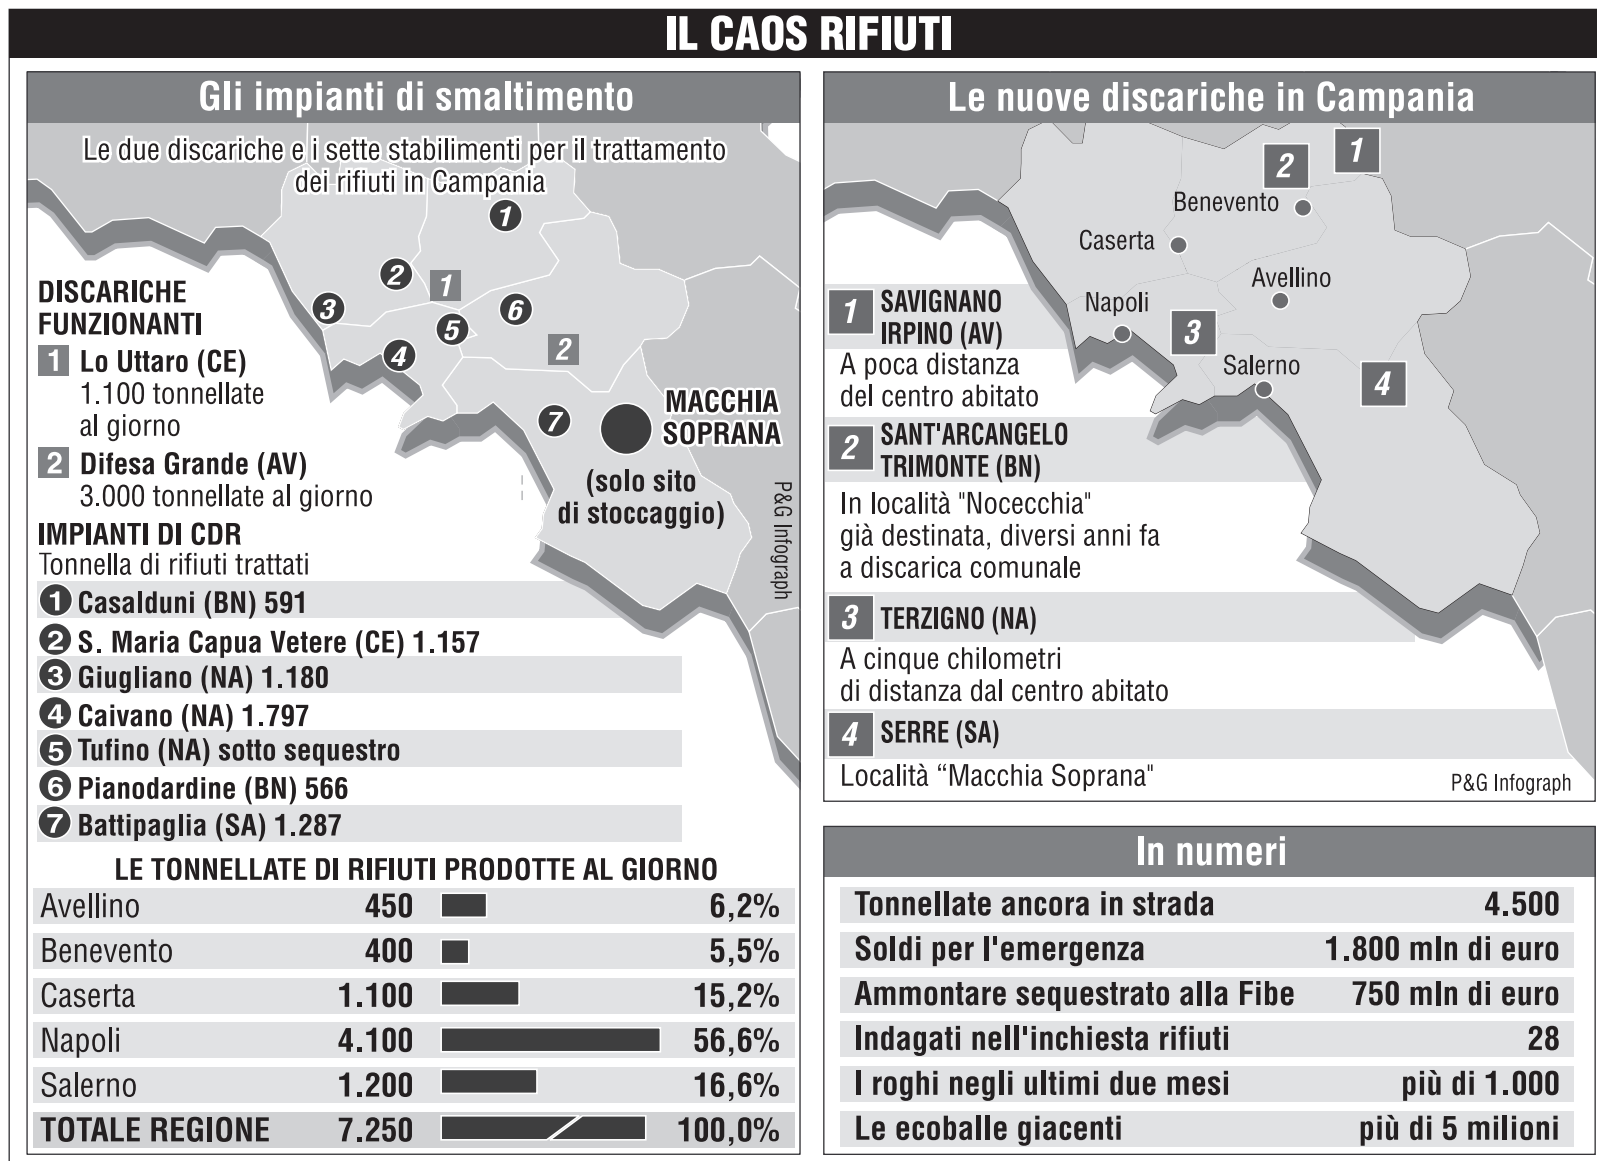 IL CAOS RIFIUTI
Gli impianti di smaltimento
Le due discariche e i sette stabilimenti per il trattamento
dei rifiuti in Campania
1
2
1
3
6
5
4
2
7
MACCHIA
SOPRANA
(solo sito
di stoccaggio)
P&G Infograph
DISCARICHE
FUNZIONANTI
1 Lo Uttaro (CE)
1.100 tonnellate
al giorno
2 Difesa Grande (AV)
3.000 tonnellate al giorno
IMPIANTI DI CDR
Tonnella di rifiuti trattati
1 Casalduni (BN) 591
2 S. Maria Capua Vetere (CE) 1.157
3 Giugliano (NA) 1.180
4 Caivano (NA) 1.797
5 Tufino (NA) sotto sequestro
6 Pianodardine (BN) 566
7 Battipaglia (SA) 1.287
LE TONNELLATE DI RIFIUTI PRODOTTE AL GIORNO
Avellino 450 6,2%
Benevento 400 5,5%
Caserta 1.100 15,2%
Napoli 4.100 56,6%
Salerno 1.200 16,6%
TOTALE REGIONE 7.250 100,0%
Le nuove discariche in Campania
1
2
Benevento
Caserta
Avellino
Napoli
3
Salerno
4
1 SAVIGNANO
IRPINO (AV)
A poca distanza
del centro abitato
2 SANT'ARCANGELO
TRIMONTE (BN)
In località "Nocecchia"
già destinata, diversi anni fa
a discarica comunale
3 TERZIGNO (NA)
A cinque chilometri
di distanza dal centro abitato
4 SERRE (SA)
Località “Macchia Soprana"
P&G Infograph
In numeri
Tonnellate ancora in strada 4.500
Soldi per l'emergenza 1.800 mln di euro
Ammontare sequestrato alla Fibe 750 mln di euro
Indagati nell'inchiesta rifiuti 28
I roghi negli ultimi due mesi più di 1.000
Le ecoballe giacenti più di 5 milioni